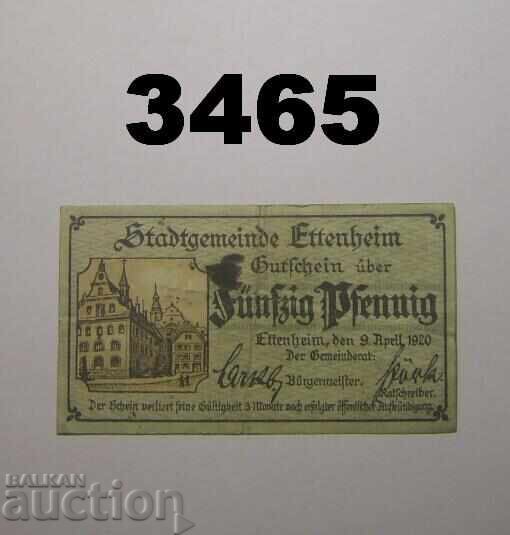 3465
Stadtgemeinde Ettenheim
Gutschein über
Fünfzig Pfennig
Ettenheim, den 9. April 1920
Der Gemeinderat:
Bürgermeister.
Ratschreiber.
Der Schein verliert seine Gültigkeit 3 Monate nach erfolgter öffentlicher Aufkündigung.
BALKAN
auction